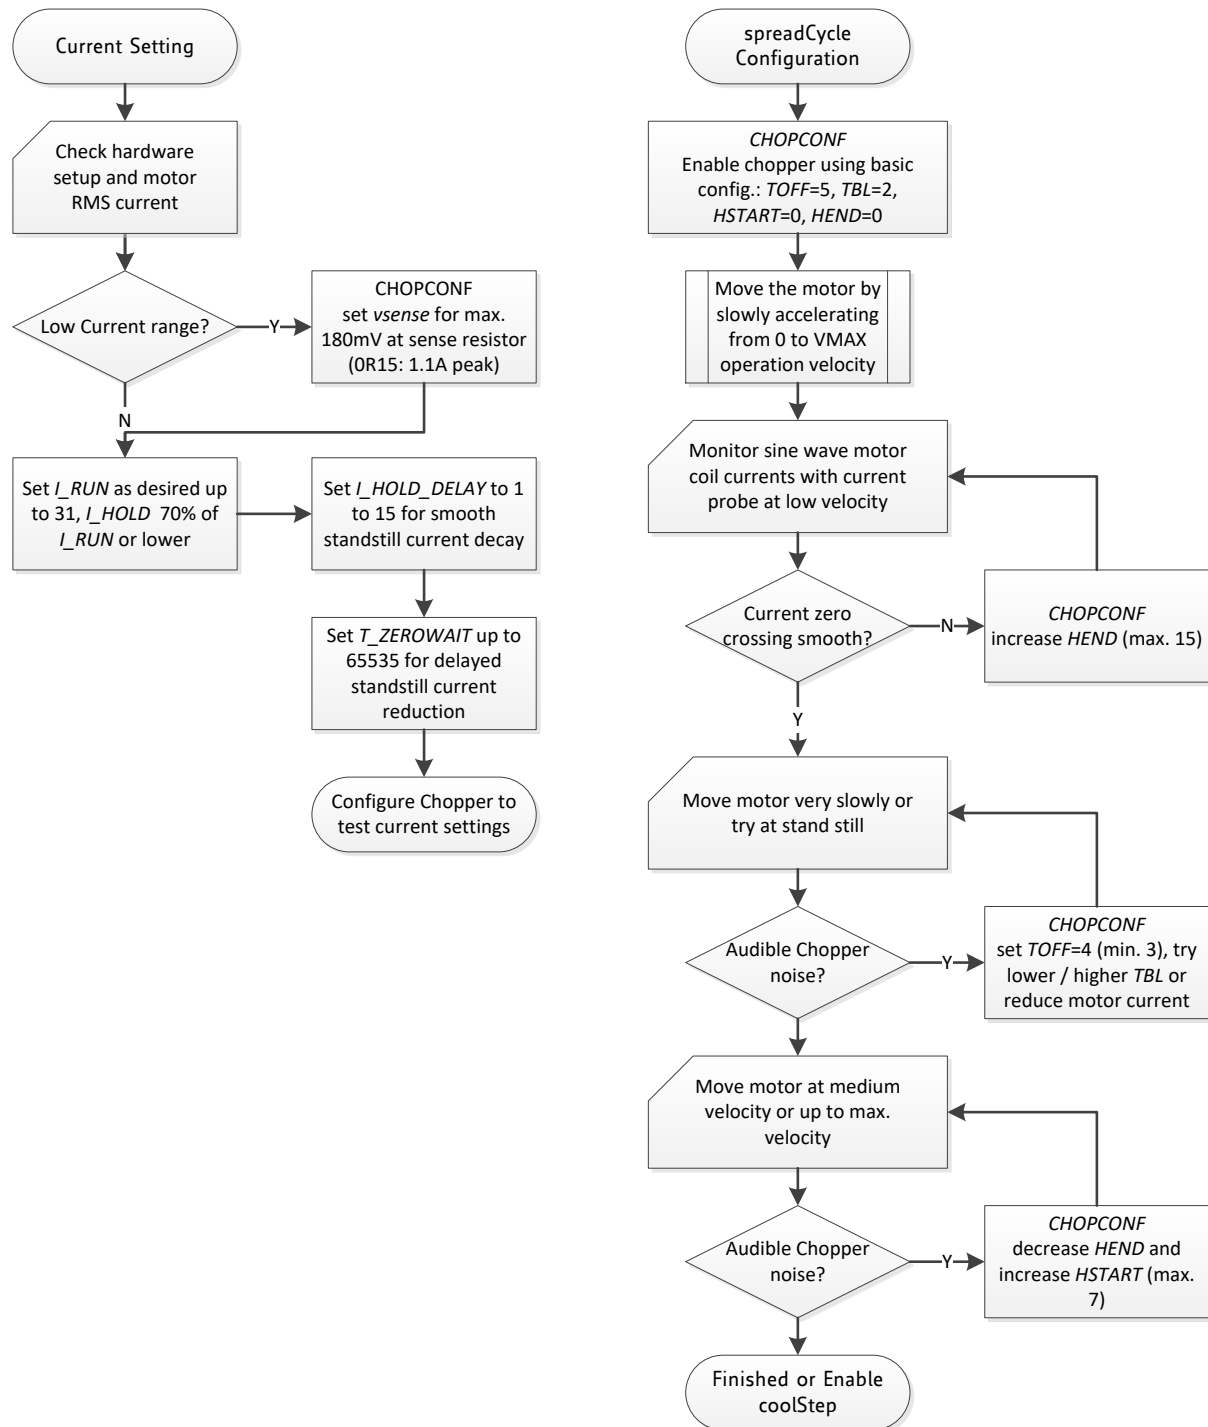 Current Setting
Check hardware
setup and motor
RMS current
Low Current range?
Y
CHOPCONF
set vsense for max.
180mV at sense resistor
(0R15: 1.1A peak)
N
Set I_RUN as desired up
to 31, I_HOLD 70% of
I_RUN or lower
Set I_HOLD_DELAY to 1
to 15 for smooth
standstill current decay
Set T_ZEROWAIT up to
65535 for delayed
standstill current
reduction
Configure Chopper to
test current settings
spreadCycle
Configuration
CHOPCONF
Enable chopper using basic
config.: TOFF=5, TBL=2,
HSTART=0, HEND=0
Move the motor by
slowly accelerating
from 0 to VMAX
operation velocity
Monitor sine wave motor
coil currents with current
probe at low velocity
Current zero
crossing smooth?
N
CHOPCONF
increase HEND (max. 15)
Y
Move motor very slowly or
try at stand still
Audible Chopper
noise?
Y
CHOPCONF
set TOFF=4 (min. 3), try
lower / higher TBL or
reduce motor current
Move motor at medium
velocity or up to max.
velocity
Audible Chopper
noise?
Y
CHOPCONF
decrease HEND and
increase HSTART (max.
7)
Finished or Enable
coolStep